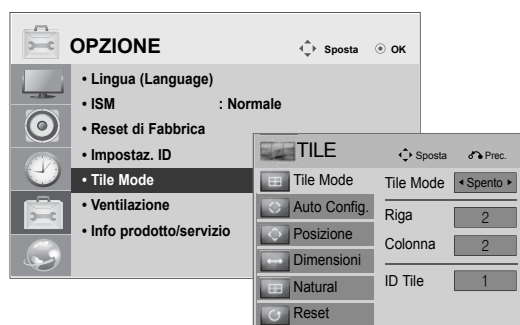 OPZIONE
Sposta
OK
• Lingua (Language)
• ISM : Normale
• Reset di Fabbrica
• Impostaz. ID
• Tile Mode
• Ventilazione
• Info prodotto/servizio
TILE
Sposta
Prec.
Tile Mode
Auto Config.
Posizione
Dimensioni
Natural
Reset
Tile Mode Spento
Riga 2
Colonna 2
ID Tile 1